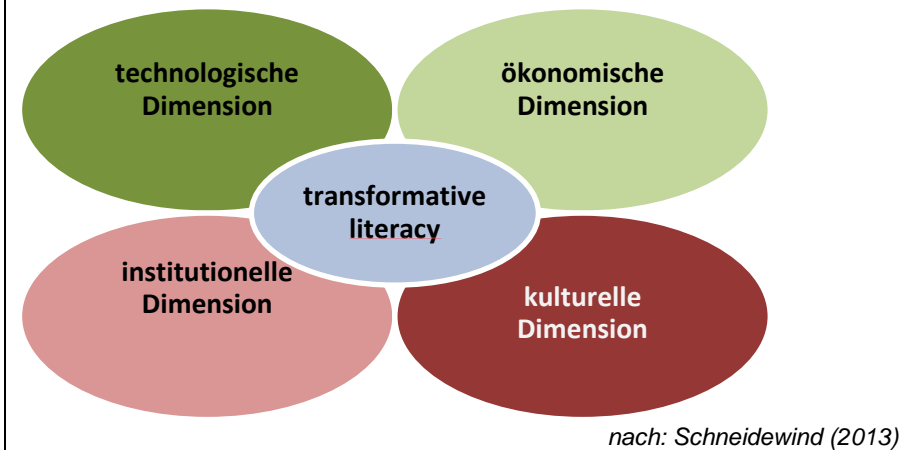 technologische
Dimension
ökonomische
Dimension
transformative
literacy
institutionelle
Dimension
kulturelle
Dimension
nach: Schneidewind (2013)